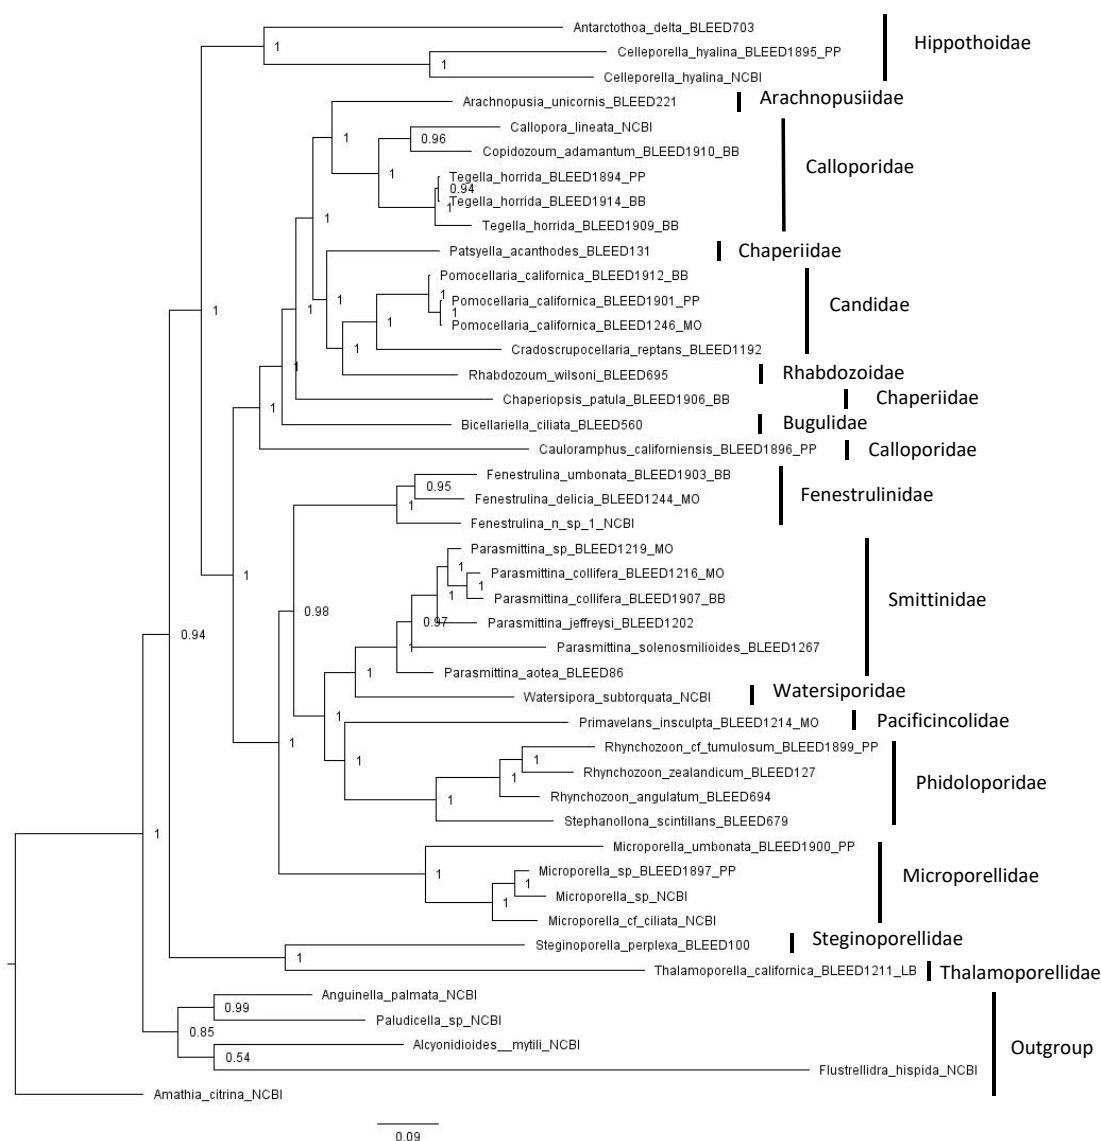 Antarctothoa_delta_BLEED703
1
Hippothoidae
Celleporella_hyalina_BLEED1895_PP
1
Celleporella_hyalina_NCBI
Arachnopusia_unicornis_BLEED221
Arachnopusiidae
Callopora_lineata_NCBI
1
0.96
Copidozoum_adamantum_BLEED1910_BB
Calloporidae
1
Tegella_horrida_BLEED1894_PP
0.94
Tegella_horrida_BLEED1914_BB
1
1
Tegella_horrida_BLEED1909_BB
Patsyella_acanthodes_BLEED131
Chaperiidae
Pomocellaria_californica_BLEED1912_BB
1
1
Pomocellaria_californica_BLEED1901_PP
Candidae
1
1
1
1
Pomocellaria_californica_BLEED1246_MO
1
Cradoscrupocellaria_reptans_BLEED1192
1
Rhabdozoum_wilsoni_BLEED695
Rhabdozoidae
Chaperiopsis_patula_BLEED1906_BB
Chaperiidae
1
Bicellariella_ciliata_BLEED560
Bugulidae
Cauloramphus_californiensis_BLEED1896_PP
Calloporidae
Fenestrulina_umbonata_BLEED1903_BB
0.95
Fenestrulina_delicia_BLEED1244_MO
Fenestrulinidae
1
Fenestrulina_n_sp_1_NCBI
Parasmittina_sp_BLEED1219_MO
1
Parasmittina_collifera_BLEED1216_MO
1
1
1
Parasmittina_collifera_BLEED1907_BB
Smittinidae
0.98
0.97
Parasmittina_jeffreysi_BLEED1202
0.94
1
Parasmittina_solenosmilioides_BLEED1267
1
Parasmittina_aotea_BLEED86
Watersipora_subtorquata_NCBI
Watersiporidae
1
Primavelans_insculpta_BLEED1214_MO
Pacificincolidae
1
Rhynchozoon_cf_tumulosum_BLEED1899_PP
1
1
Rhynchozoon_zealandicum_BLEED127
1
Phidoloporidae
1
Rhynchozoon_angulatum_BLEED694
Stephanollona_scintillans_BLEED679
1
Microporella_umbonata_BLEED1900_PP
1
Microporella_sp_BLEED1897_PP
Microporellidae
1
Microporella_sp_NCBI
1
Microporella_cf_ciliata_NCBI
Steginoporella_perplexa_BLEED100
Steginoporellidae
1
Thalamoporella_californica_BLEED1211_LB
Thalamoporellidae
Anguinella_palmata_NCBI
0.99
Paludicella_sp_NCBI
0.85
Alcyonidioides__mytili_NCBI
Outgroup
0.54
Flustrellidra_hispida_NCBI
Amathia_citrina_NCBI
0.09